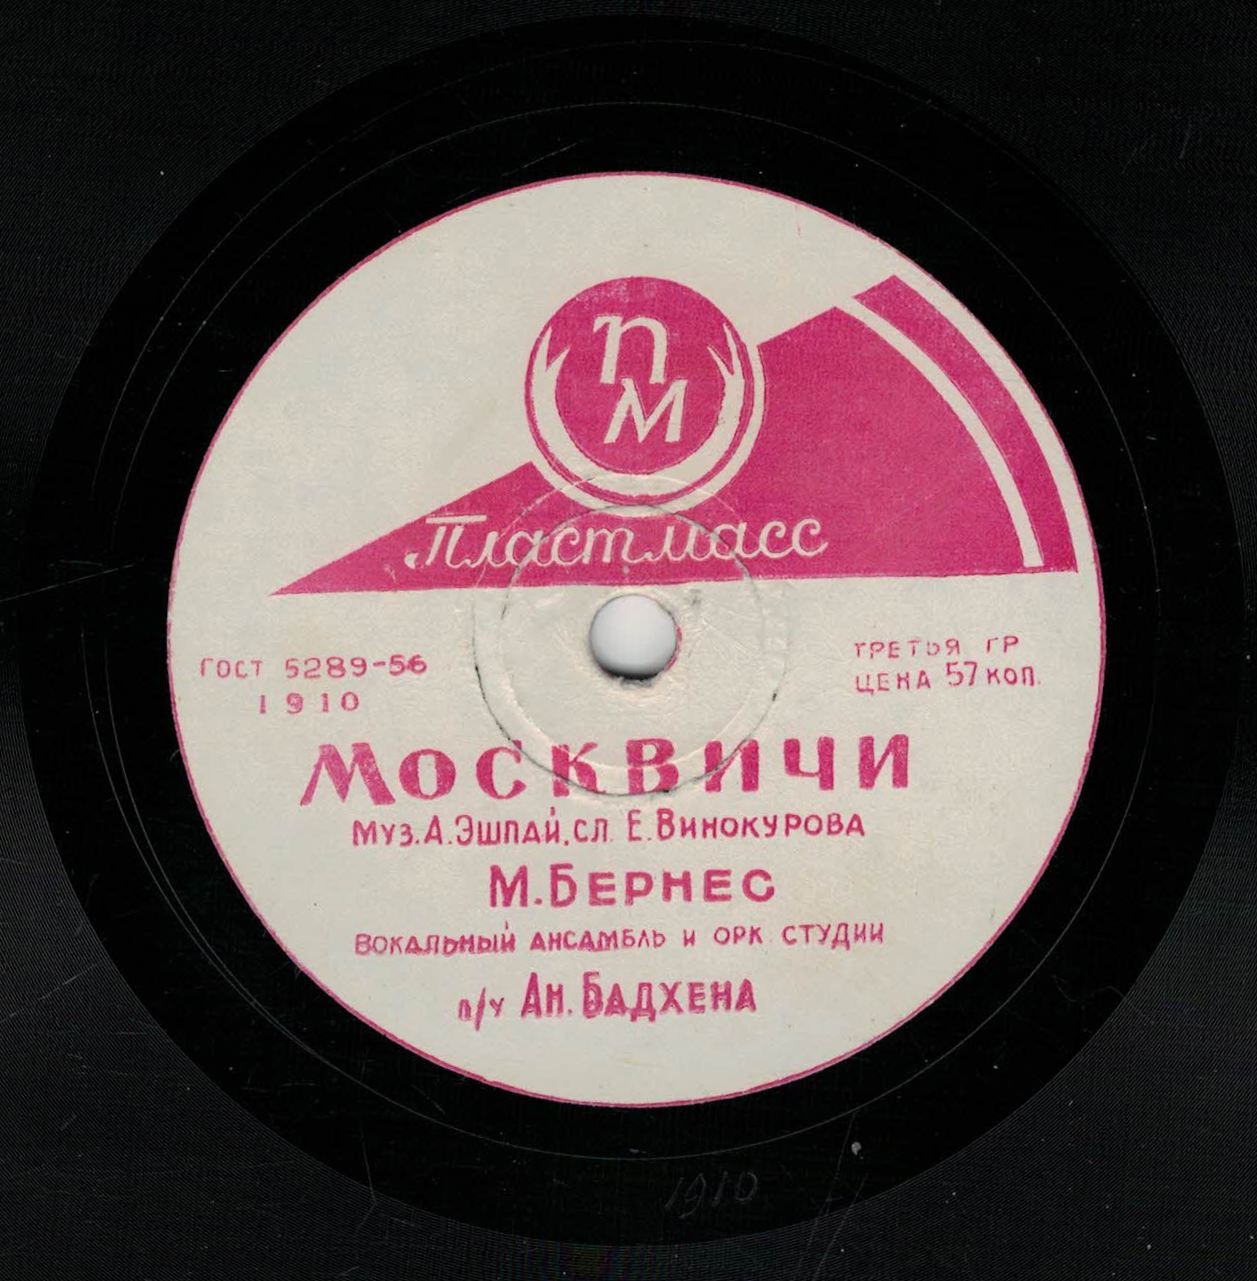 П
М
Пластмасс
ГОСТ 5289-56
1910
ТРЕТЬЯ ГР
ЦЕНА 57 КОП.
МОСКВИЧИ
МУЗ. А. ЭШПАЙ, СЛ. Е. ВИНОКУРОВА
М. БЕРНЕС
ВОКАЛЬНЫЙ АНСАМБЛЬ И ОРК. СТУДИИ
п/у АН. БАДХЕНА
1910